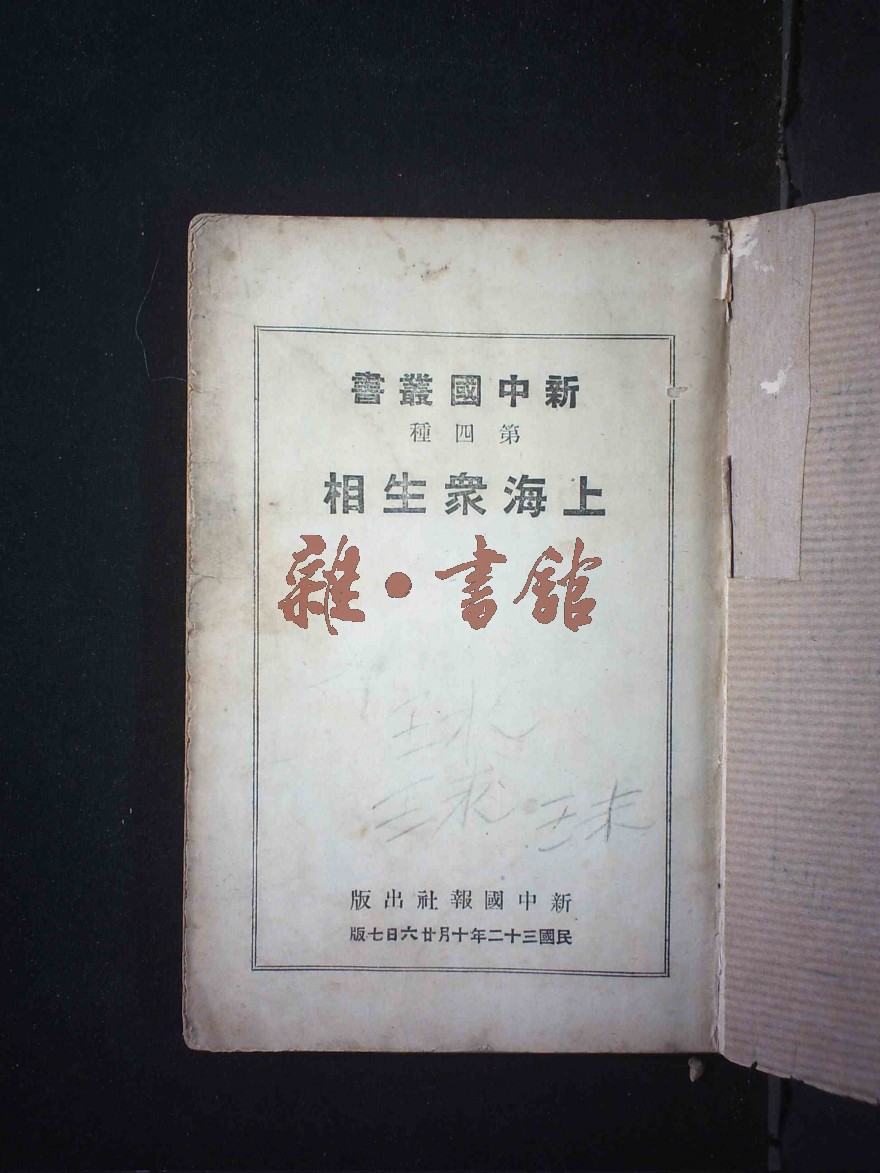 新中國叢書
第四種
上海衆生相
雜·書館
新中國報社出版
民國三十二年十月廿六日七版